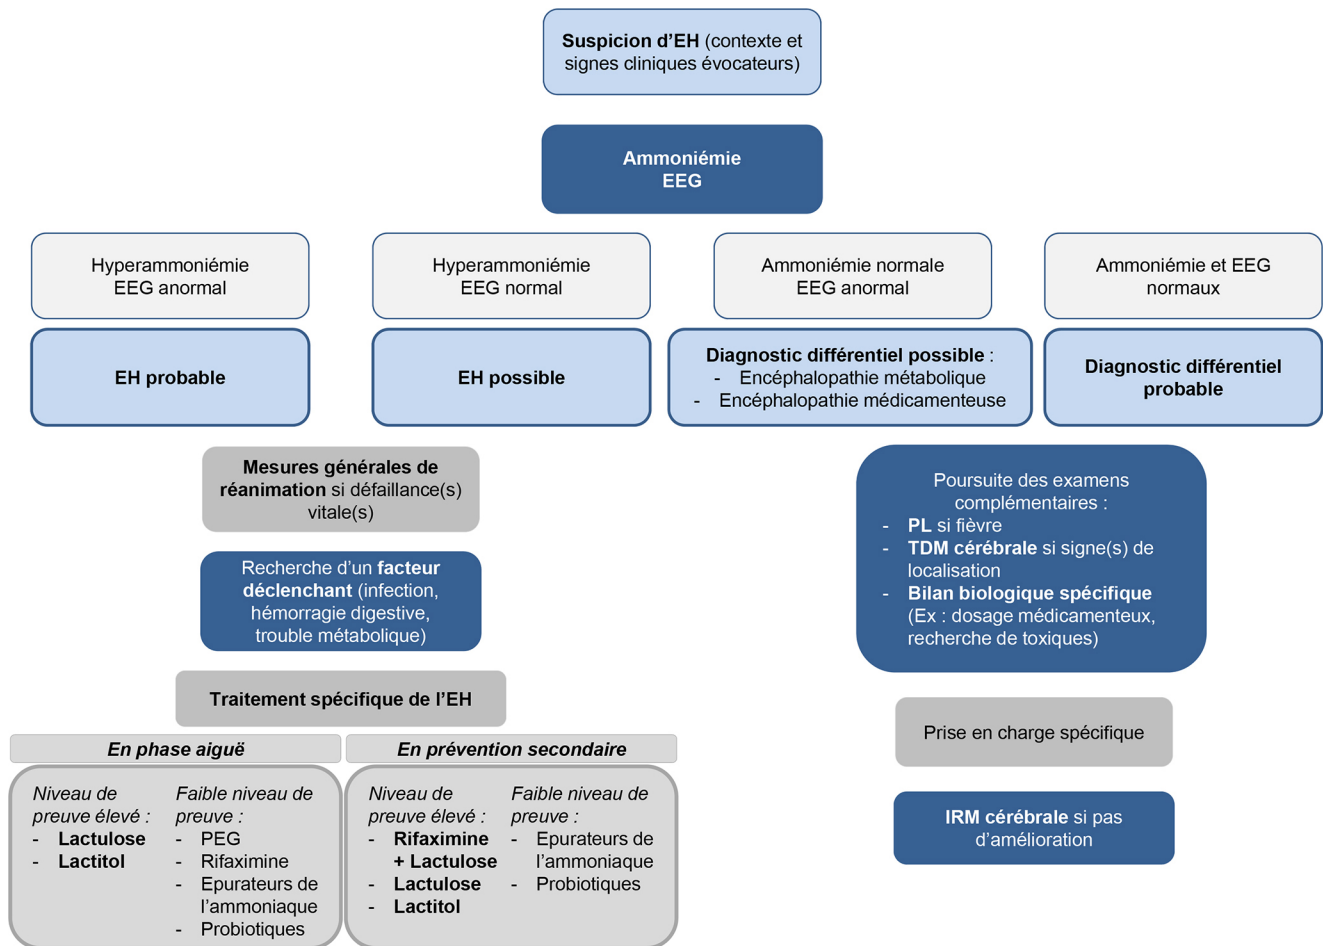 Suspicion d’EH (contexte et
signes cliniques évocateurs)
Ammoniémie
EEG
Hyperammoniémie
EEG anormal
Hyperammoniémie
EEG normal
Ammoniémie normale
EEG anormal
Ammoniémie et EEG
normaux
EH probable
EH possible
Diagnostic différentiel possible :
- Encéphalopathie métabolique
- Encéphalopathie médicamenteuse
Diagnostic différentiel
probable
Mesures générales de
réanimation si défaillance(s)
vitale(s)
Recherche d’un facteur
déclenchant (infection,
hémorragie digestive,
trouble métabolique)
Traitement spécifique de l’EH
En phase aiguë
Niveau de
preuve élevé :
- Lactulose
- Lactitol
Faible niveau de
preuve :
- PEG
- Rifaximine
- Epurateurs de
l’ammoniaque
- Probiotiques
En prévention secondaire
Niveau de
preuve élevé :
- Rifaximine
+ Lactulose
- Lactulose
- Lactitol
Faible niveau de
preuve :
- Epurateurs de
l’ammoniaque
- Probiotiques
Poursuite des examens
complémentaires :
- PL si fièvre
- TDM cérébrale si signe(s) de
localisation
- Bilan biologique spécifique
(Ex : dosage médicamenteux,
recherche de toxiques)
Prise en charge spécifique
IRM cérébrale si pas
d’amélioration